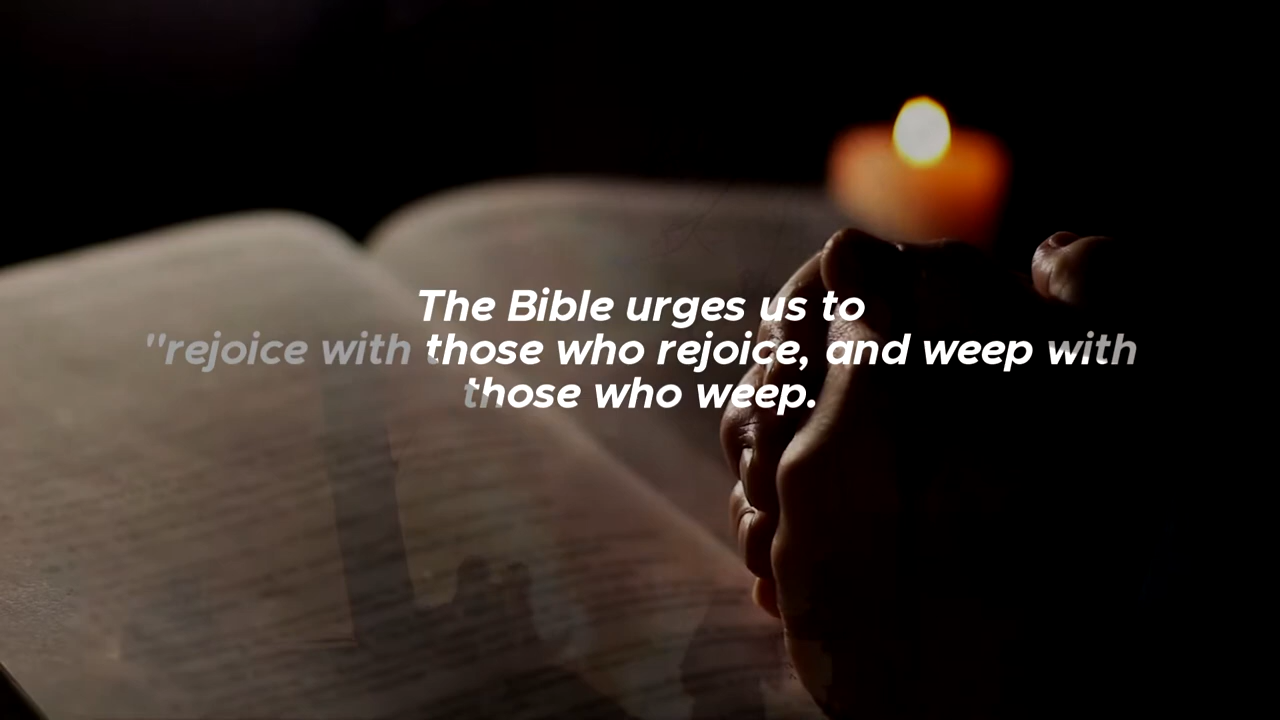 The Bible urges us to
"rejoice with those who rejoice, and weep with
those who weep.